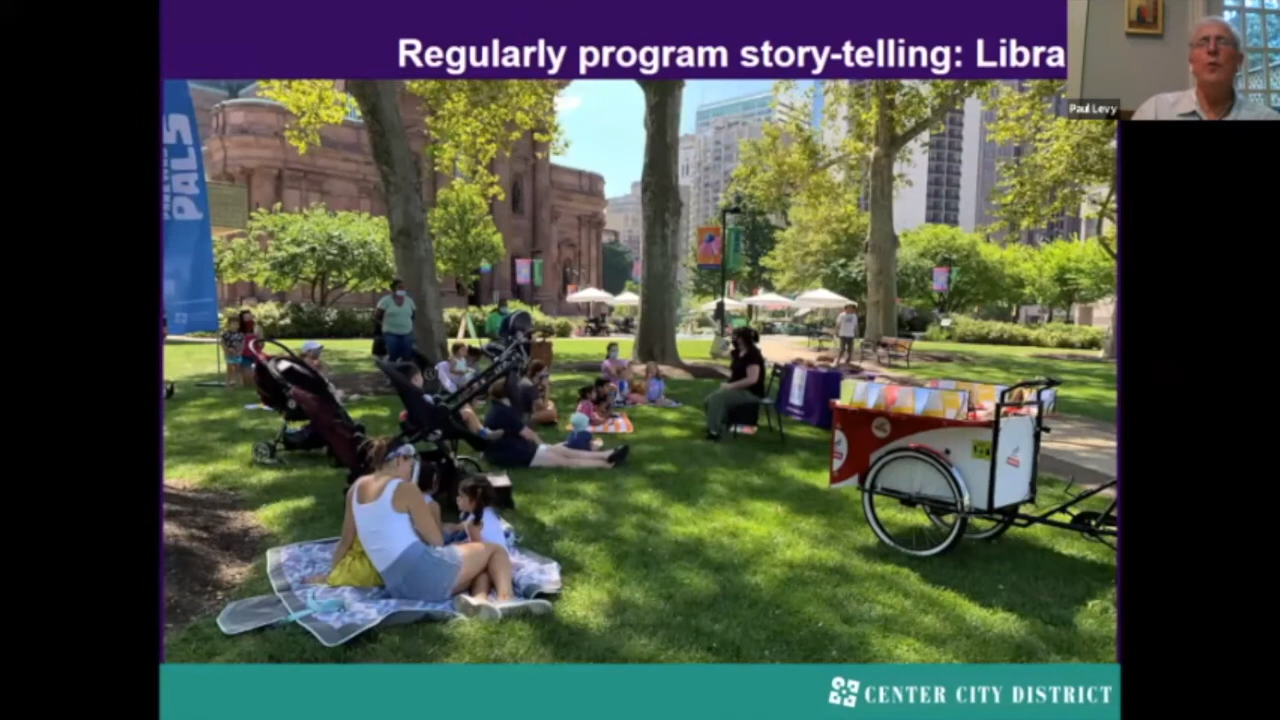 Regularly program story-telling: Libra
Paul Levy
PALS
CENTER CITY DISTRICT